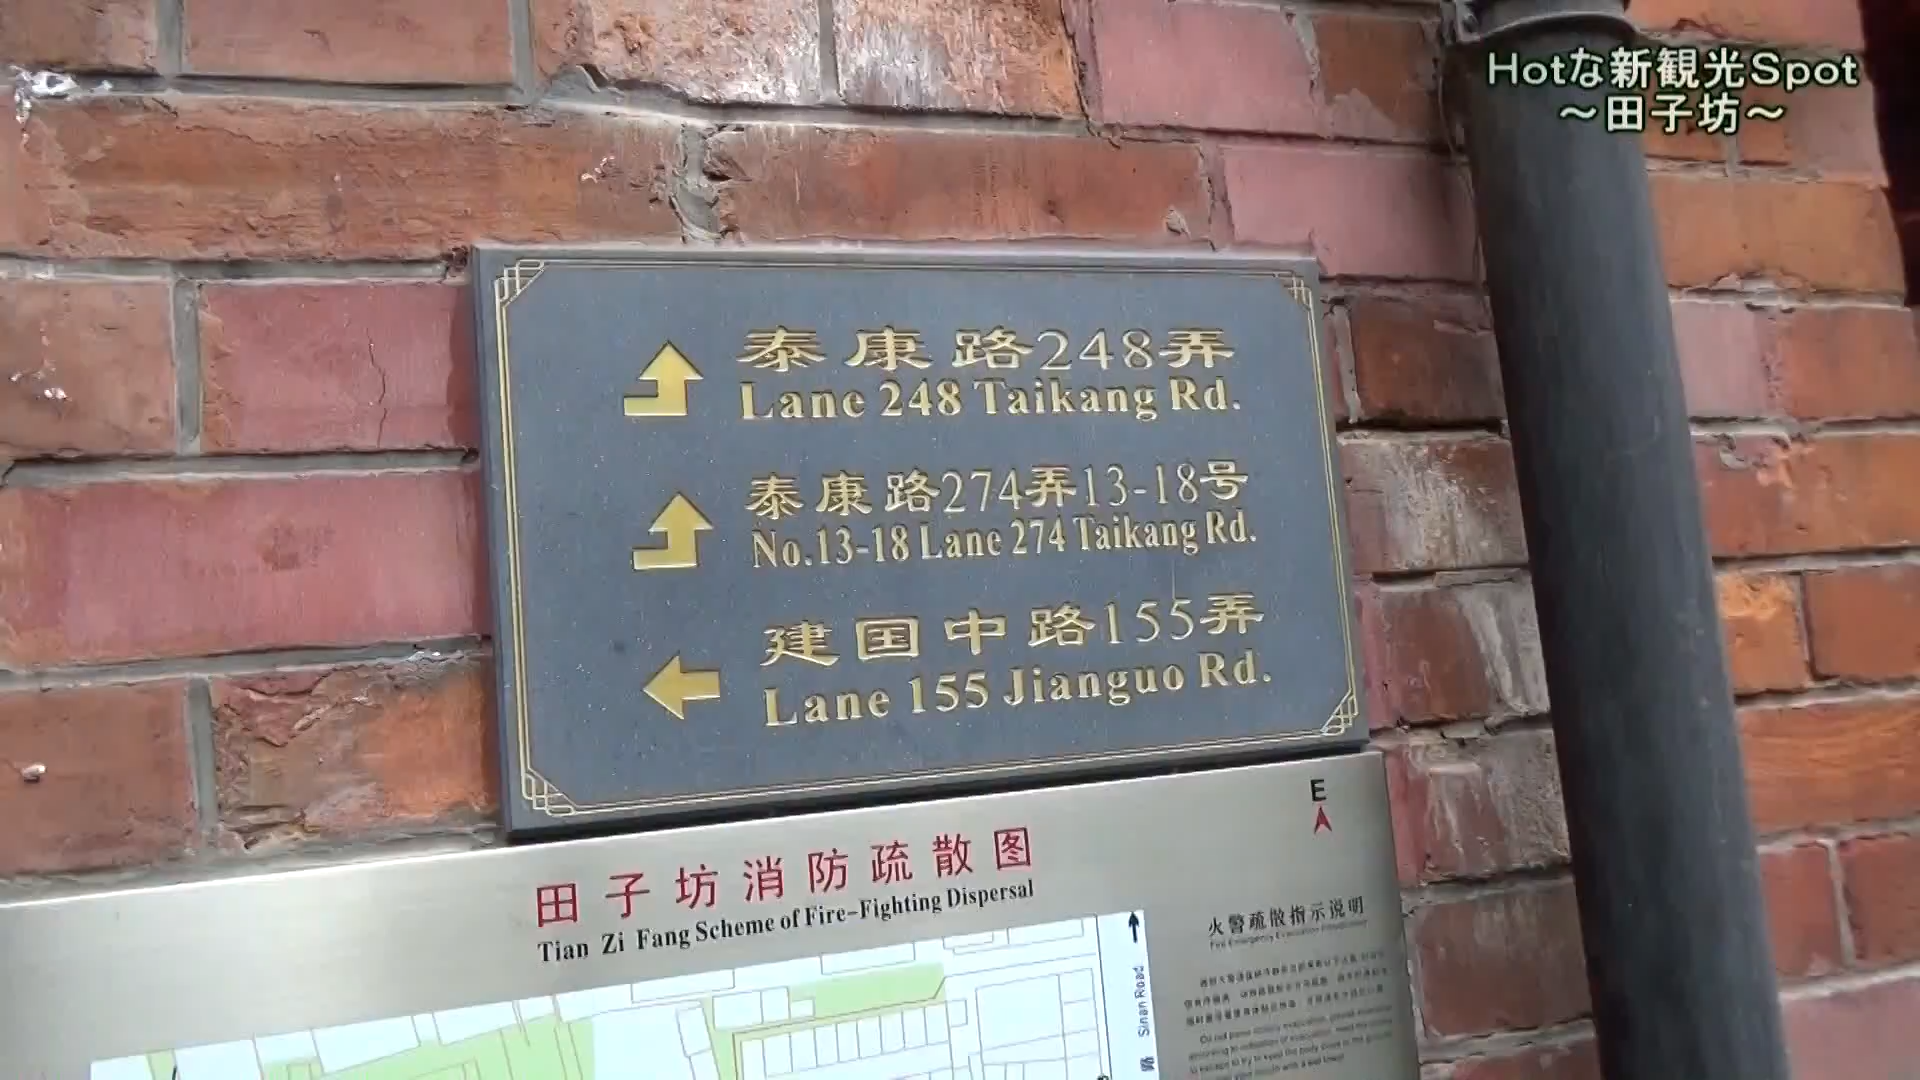 Hotな新観光Spot
～田子坊～
泰康路248弄
Lane 248 Taikang Rd.
泰康路274弄13-18号
No.13-18 Lane 274 Taikang Rd.
建国中路155弄
Lane 155 Jianguo Rd.
E
田子坊消防疏散图
Tian Zi Fang Scheme of Fire-Fighting Dispersal
火警疏散指示说明
Sinan Road
路